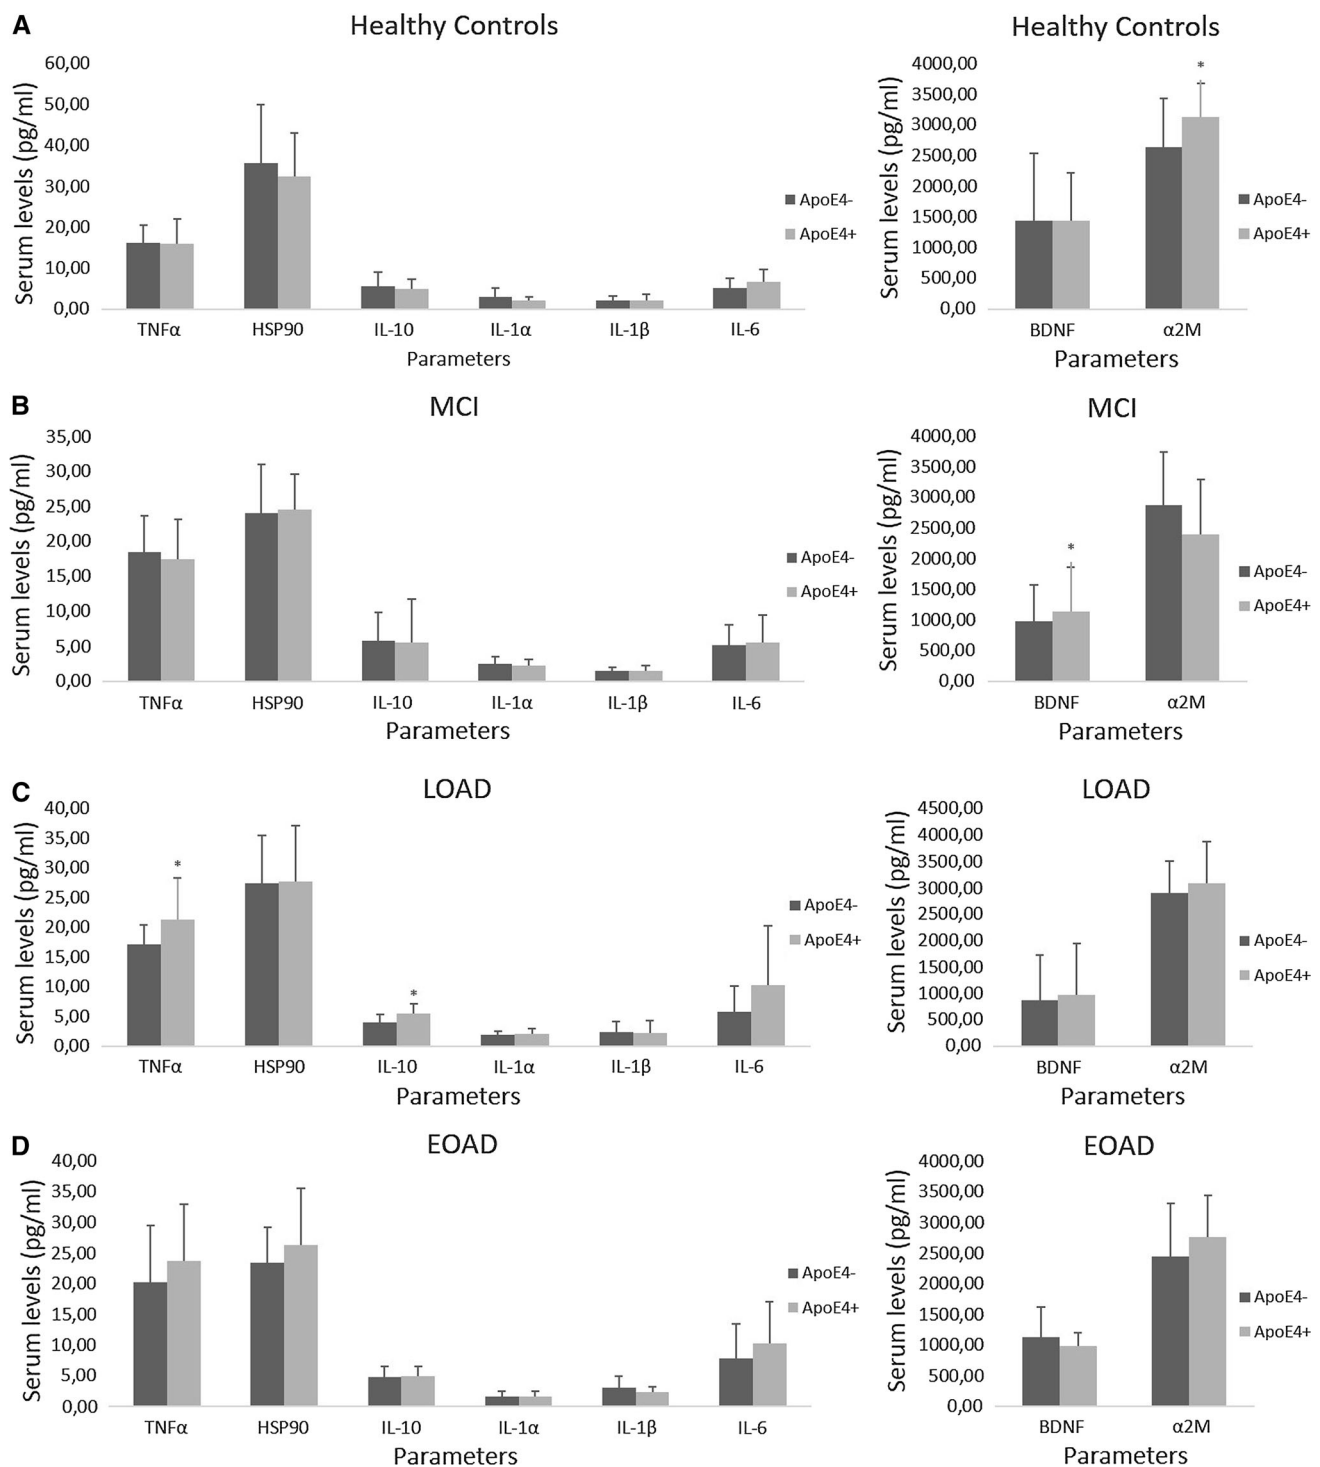 A
Healthy Controls
Serum levels (pg/ml)
60,00
50,00
40,00
30,00
20,00
10,00
0,00
TNFα HSP90 IL-10 IL-1α IL-1β IL-6
Parameters
ApoE4-
ApoE4+
Healthy Controls
Serum levels (pg/ml)
4000,00
3500,00
3000,00
2500,00
2000,00
1500,00
1000,00
500,00
0,00
*
BDNF α2M
Parameters
ApoE4-
ApoE4+
B
MCI
Serum levels (pg/ml)
35,00
30,00
25,00
20,00
15,00
10,00
5,00
0,00
TNFα HSP90 IL-10 IL-1α IL-1β IL-6
Parameters
ApoE4-
ApoE4+
MCI
Serum levels (pg/ml)
4000,00
3500,00
3000,00
2500,00
2000,00
1500,00
1000,00
500,00
0,00
*
BDNF α2M
Parameters
ApoE4-
ApoE4+
C
LOAD
Serum levels (pg/ml)
40,00
35,00
30,00
25,00
20,00
15,00
10,00
5,00
0,00
*
*
TNFα HSP90 IL-10 IL-1α IL-1β IL-6
Parameters
ApoE4-
ApoE4+
LOAD
Serum levels (pg/ml)
4500,00
4000,00
3500,00
3000,00
2500,00
2000,00
1500,00
1000,00
500,00
0,00
BDNF α2M
Parameters
ApoE4-
ApoE4+
D
EOAD
Serum levels (pg/ml)
40,00
35,00
30,00
25,00
20,00
15,00
10,00
5,00
0,00
TNFα HSP90 IL-10 IL-1α IL-1β IL-6
Parameters
ApoE4-
ApoE4+
EOAD
Serum levels (pg/ml)
4000,00
3500,00
3000,00
2500,00
2000,00
1500,00
1000,00
500,00
0,00
BDNF α2M
Parameters
ApoE4-
ApoE4+